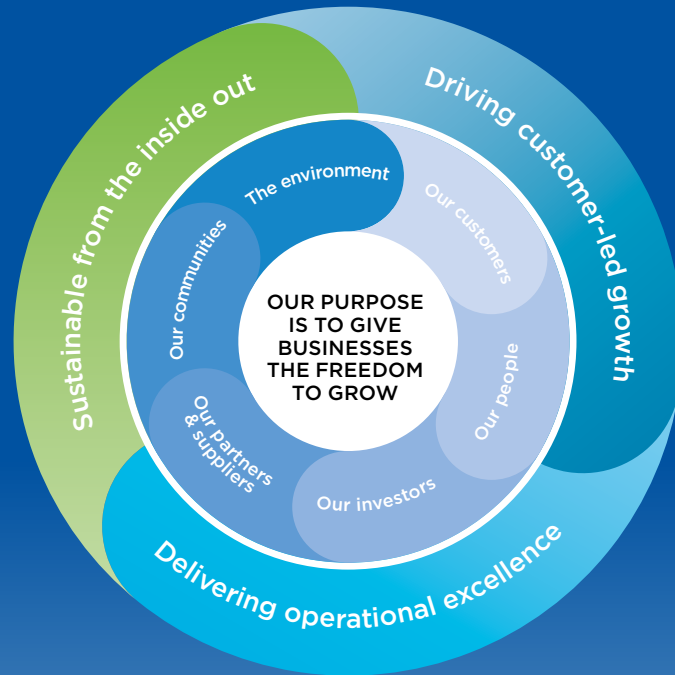 Sustainable from the inside out
Driving customer-led growth
Delivering operational excellence
The environment
Our customers
Our people
Our investors
Our partners
& suppliers
Our communities
OUR PURPOSE
IS TO GIVE
BUSINESSES
THE FREEDOM
TO GROW